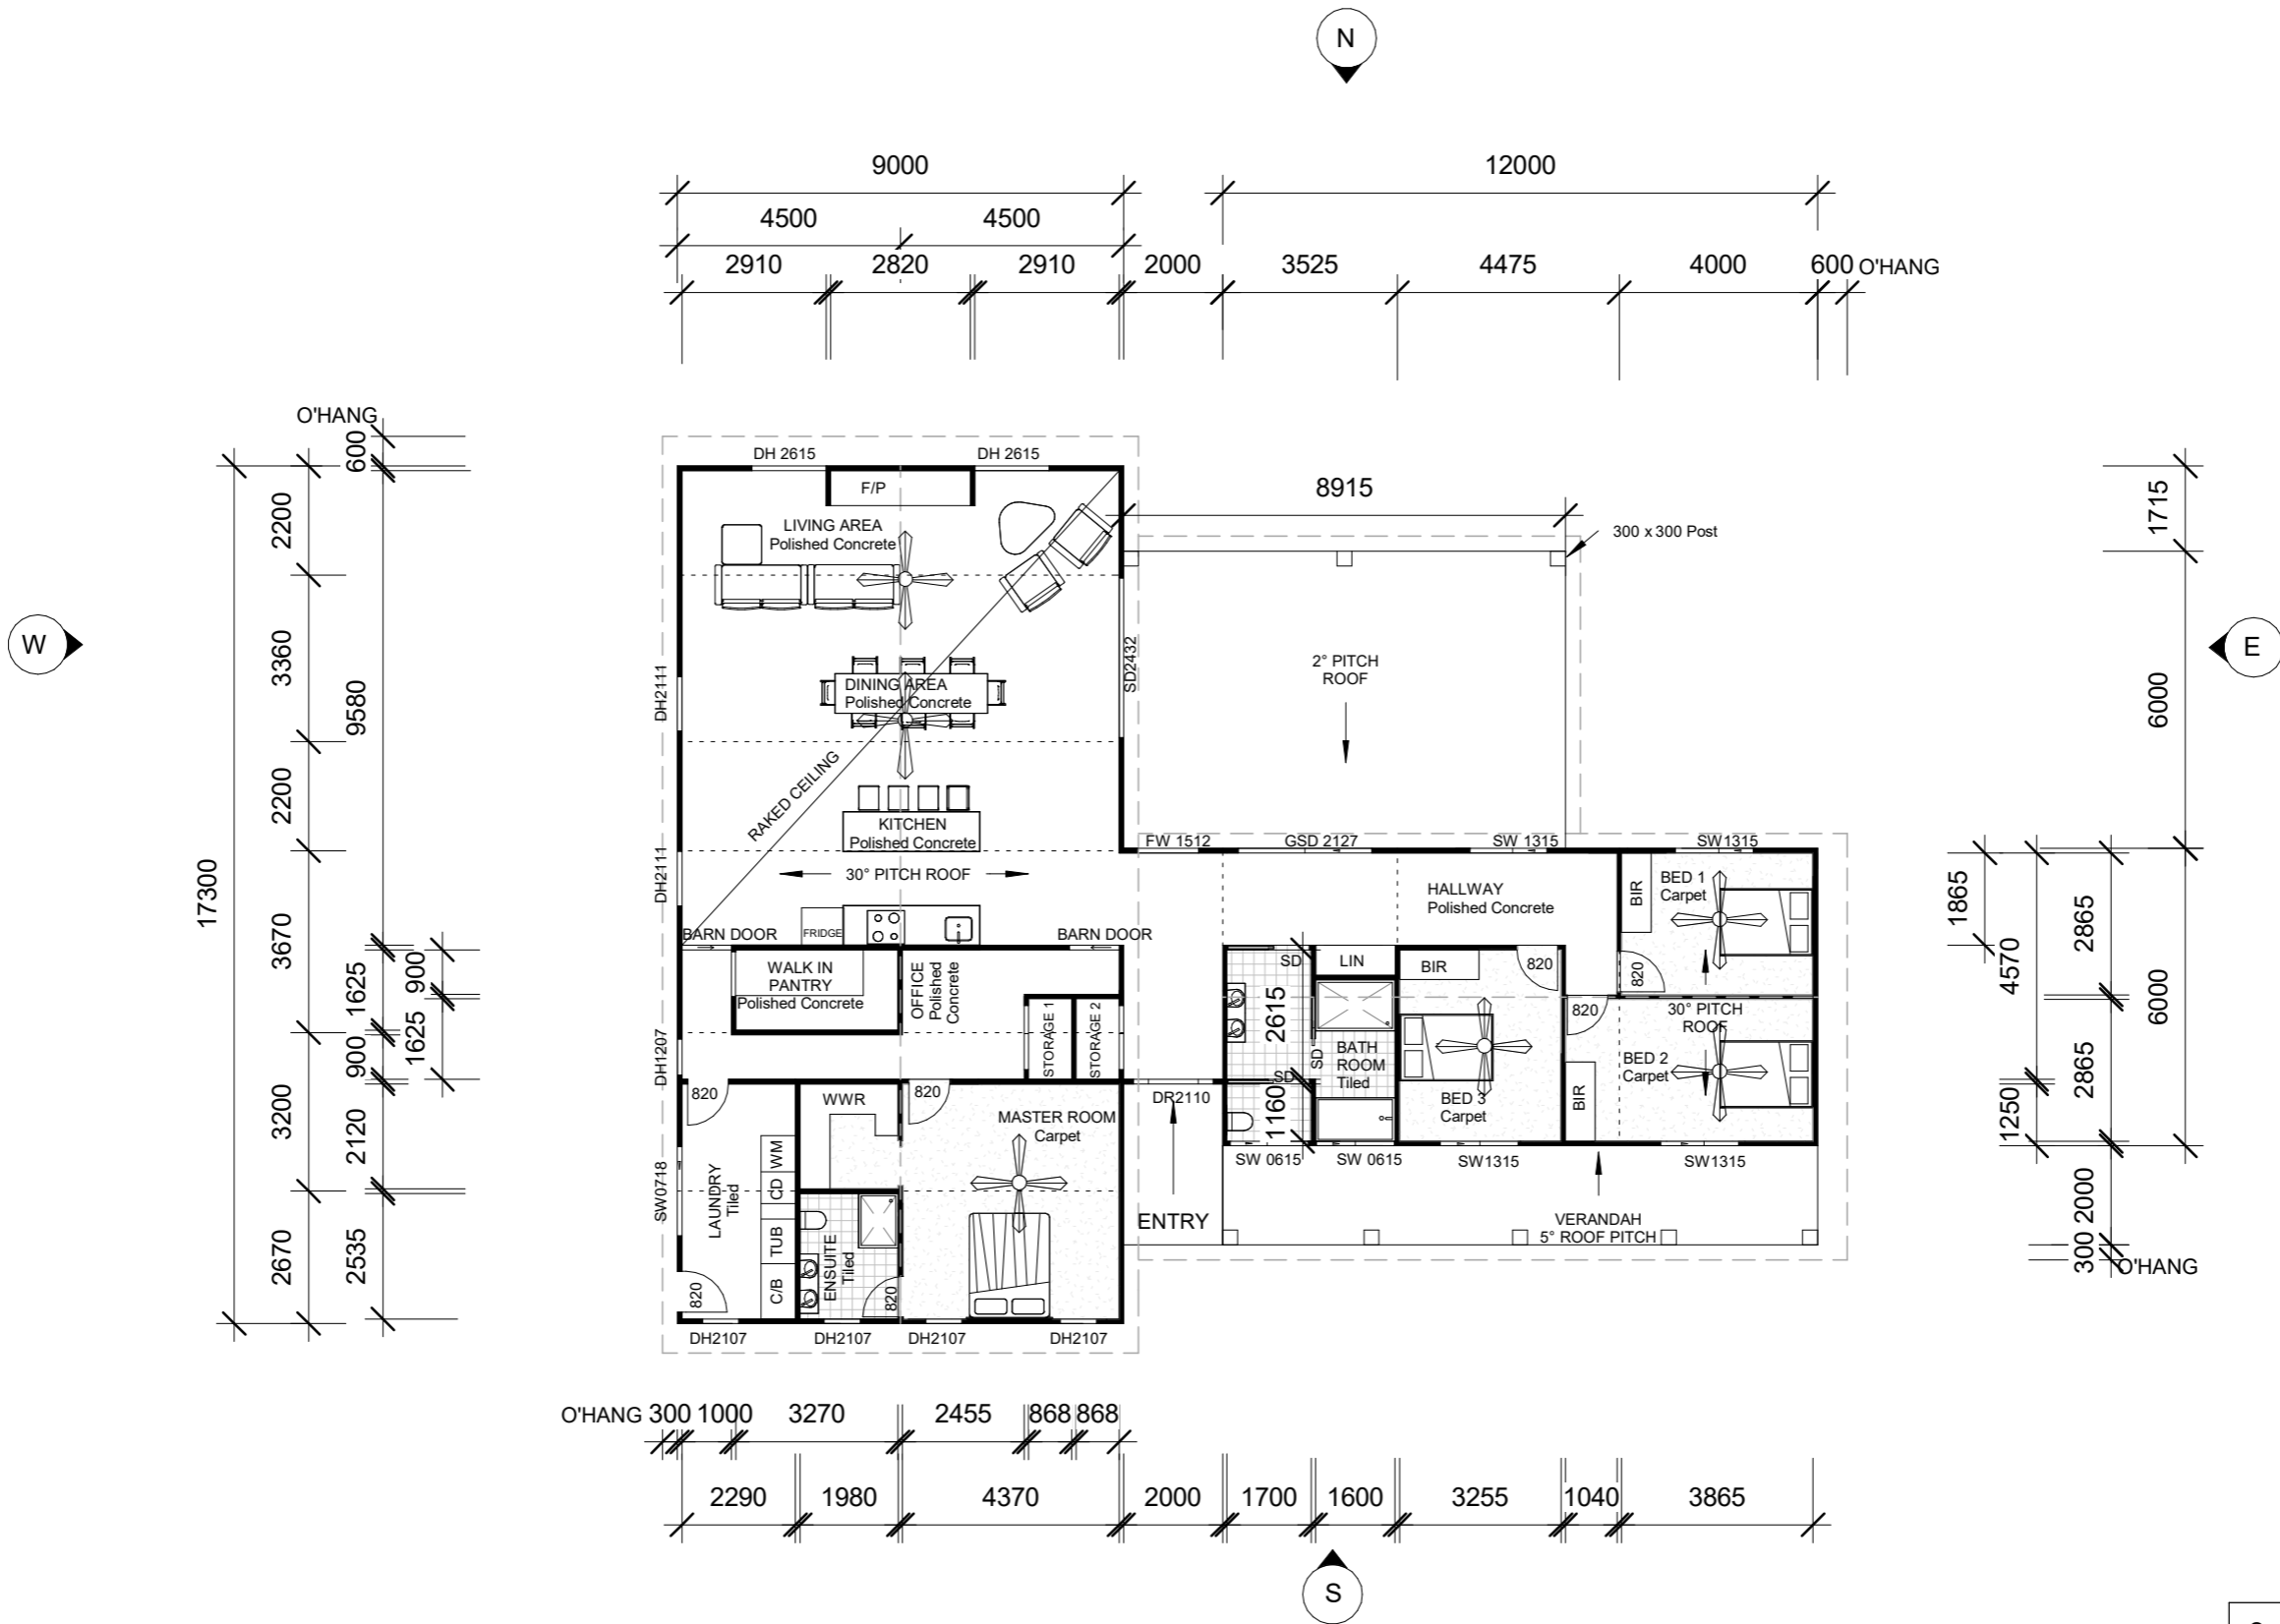 N
9000
12000
4500
4500
2910
2820
2910
2000
3525
4475
4000
600 O'HANG
O'HANG
600
2200
3360
2200
3670
3200
2670
17300
9580
1625
900
2120
2535
900
1625
W
E
DH 2615
DH 2615
F/P
LIVING AREA
Polished Concrete
8915
300 x 300 Post
1715
6000
6000
DH2111
DINING AREA
Polished Concrete
SD2432
2° PITCH
ROOF
RAKED CEILING
KITCHEN
Polished Concrete
DH2111
30° PITCH ROOF
FW 1512
GSD 2127
SW 1315
SW1315
HALLWAY
Polished Concrete
BIR
BED 1
Carpet
1865
4570
1250
2865
2865
2000
300
O'HANG
BARN DOOR
FRIDGE
BARN DOOR
WALK IN
PANTRY
Polished Concrete
OFFICE
Polished
Concrete
STORAGE 1
STORAGE 2
SD
LIN
BIR
820
820
2615
SD
BATH
ROOM
Tiled
820
30° PITCH
ROOF
BED 2
Carpet
BIR
BED 3
Carpet
SD
1160
DH1207
820
WWR
820
MASTER ROOM
Carpet
DR2110
SW 0615
SW 0615
SW1315
SW1315
SW0718
LAUNDRY
Tiled
WM
CD
TUB
C/B
ENSUITE
Tiled
820
820
ENTRY
VERANDAH
5° ROOF PITCH
DH2107
DH2107
DH2107
DH2107
O'HANG 300
1000
3270
2455
868
868
2290
1980
4370
2000
1700
1600
3255
1040
3865
S